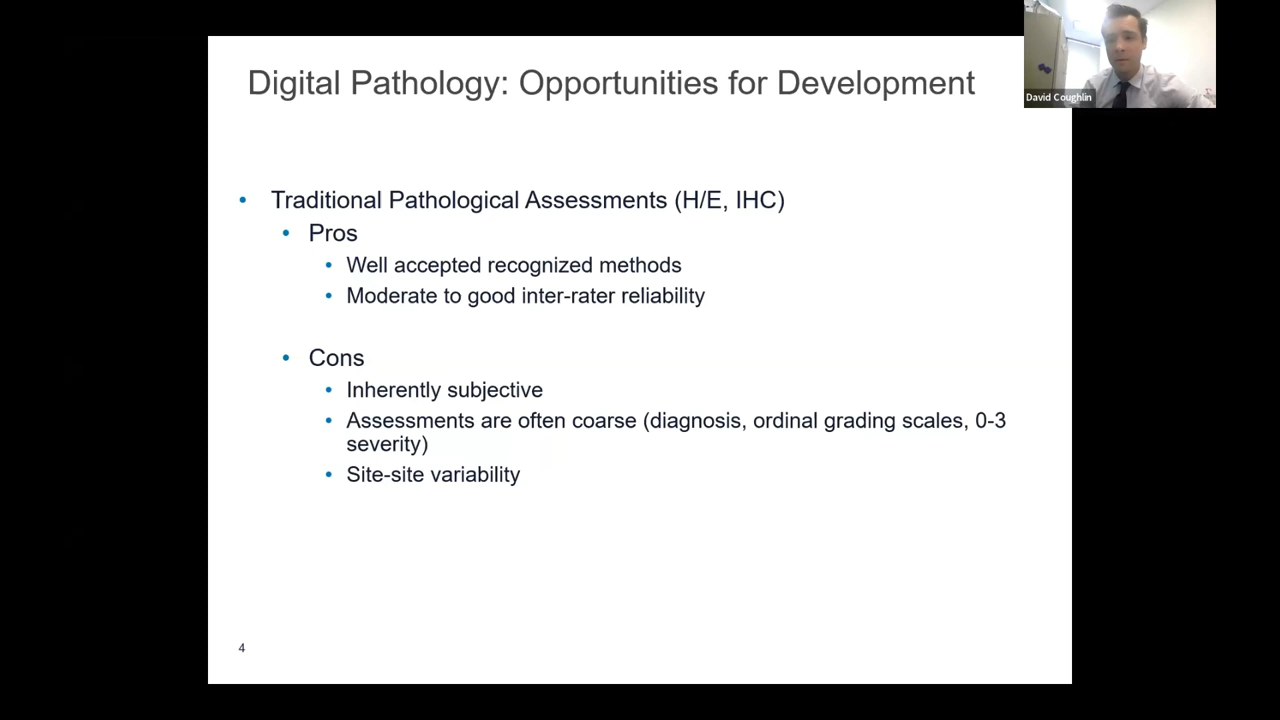 Digital Pathology: Opportunities for Development
David Coughlin
• Traditional Pathological Assessments (H/E, IHC)
• Pros
• Well accepted recognized methods
• Moderate to good inter-rater reliability
• Cons
• Inherently subjective
• Assessments are often coarse (diagnosis, ordinal grading scales, 0-3
severity)
• Site-site variability
4